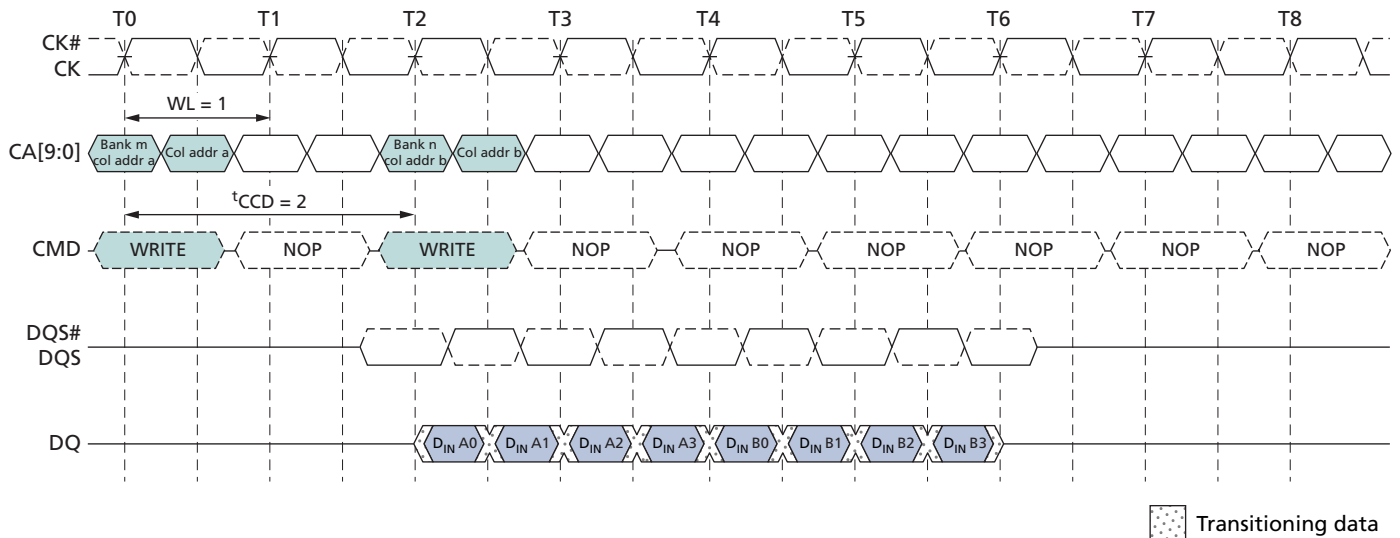 T0 T1 T2 T3 T4 T5 T6 T7 T8
CK#
CK
WL = 1
CA[9:0]
Bank m
col addr a
Col addr a
Bank n
col addr b
Col addr b
tCCD = 2
CMD WRITE NOP WRITE NOP NOP NOP NOP NOP NOP
DQS#
DQS
DQ DIN A0 DIN A1 DIN A2 DIN A3 DIN B0 DIN B1 DIN B2 DIN B3
Transitioning data